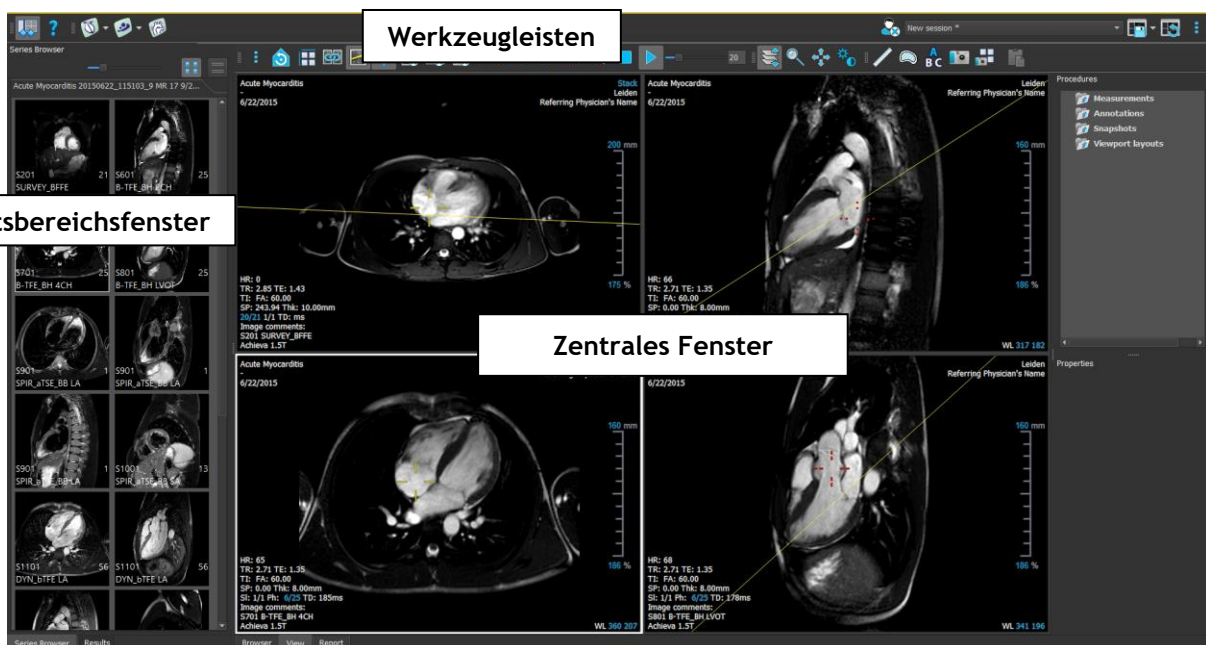 Werkzeugleisten
New session *
Series Browser
20
A
B C
Acute Myocarditis 20150622_115103_9 MR 17 9/2...
S201 21
SURVEY_BFFE
S601 25
B-TFE_BH 2CH
tsbereichsfenster
S701 25
B-TFE_BH 4CH
S801 25
B-TFE_BH LVOT
S901 1
SPIR_aTSE_BB LA
S901 1
SPIR_aTSE_BB LA
S901 1
SPIR_aTSE_BB LA
S1001 13
SPIR_aTSE_BB SA
S1101 56
DYN_bTFE LA
S1101 56
DYN_bTFE LA
Series Browser Results
Acute Myocarditis
-
6/22/2015
Stack
Leiden
Referring Physician's Name
200 mm
175 %
HR: 0
TR: 2.85 TE: 1.43
TI: FA: 60.00
SP: 243.94 Thk: 10.00mm
20/21 1/1 TD: ms
Image comments:
S201 SURVEY_BFFE
Achieva 1.5T
Acute Myocarditis
-
6/22/2015
Leiden
Referring Physician's Name
160 mm
186 %
HR: 66
TR: 2.71 TE: 1.35
TI: FA: 60.00
SP: 0.00 Thk: 8.00mm
WL 317 182
Zentrales Fenster
Acute Myocarditis
-
6/22/2015
160 mm
186 %
HR: 65
TR: 2.71 TE: 1.35
TI: FA: 60.00
SP: 0.00 Thk: 8.00mm
Sl: 1/1 Ph: 6/25 TD: 185ms
Image comments:
S701 B-TFE_BH 4CH
Achieva 1.5T
WL 360 207
Acute Myocarditis
-
6/22/2015
Leiden
Referring Physician's Name
160 mm
186 %
HR: 68
TR: 2.71 TE: 1.35
TI: FA: 60.00
SP: 0.00 Thk: 8.00mm
Sl: 1/1 Ph: 6/25 TD: 178ms
Image comments:
S801 B-TFE_BH LVOT
Achieva 1.5T
WL 341 196
Browser View Report
Procedures
Measurements
Annotations
Snapshots
Viewport layouts
Properties